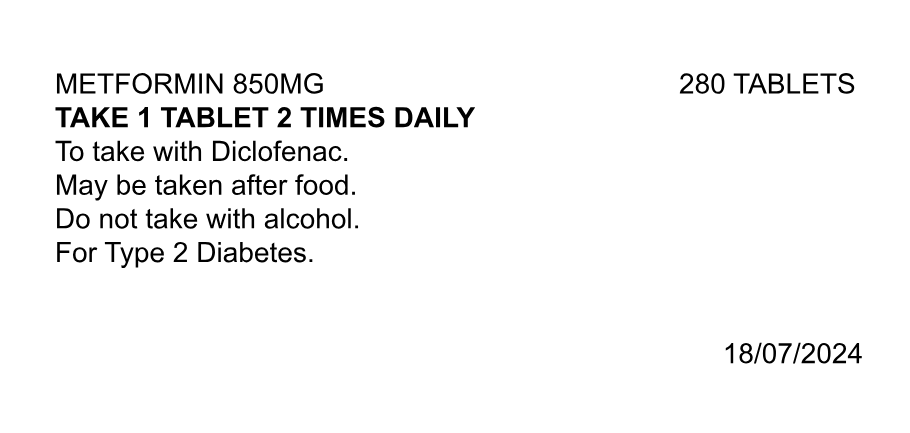 METFORMIN 850MG 280 TABLETS
TAKE 1 TABLET 2 TIMES DAILY
To take with Diclofenac.
May be taken after food.
Do not take with alcohol.
For Type 2 Diabetes.
18/07/2024